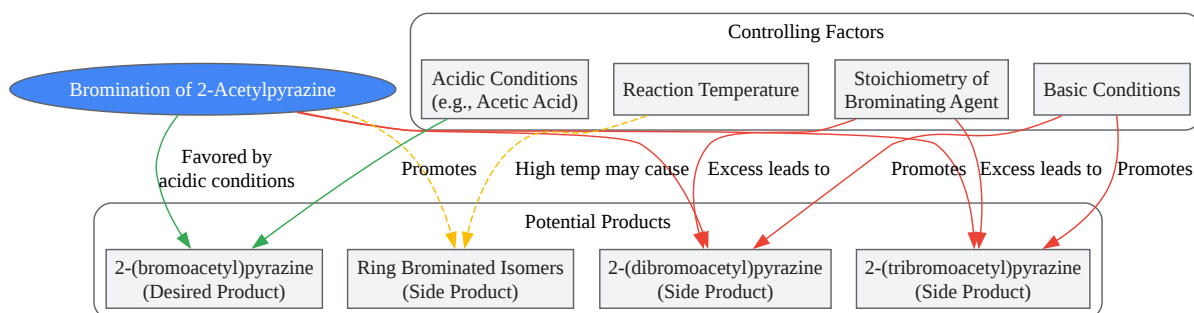 Controlling Factors
Bromination of 2-Acetylpyrazine
Acidic Conditions
(e.g., Acetic Acid)
Reaction Temperature
Stoichiometry of
Brominating Agent
Basic Conditions
Favored by
acidic conditions
Promotes
High temp may cause
Excess leads to
Promotes
Excess leads to
Promotes
Potential Products
2-(bromoacetyl)pyrazine
(Desired Product)
Ring Brominated Isomers
(Side Product)
2-(dibromoacetyl)pyrazine
(Side Product)
2-(tribromoacetyl)pyrazine
(Side Product)